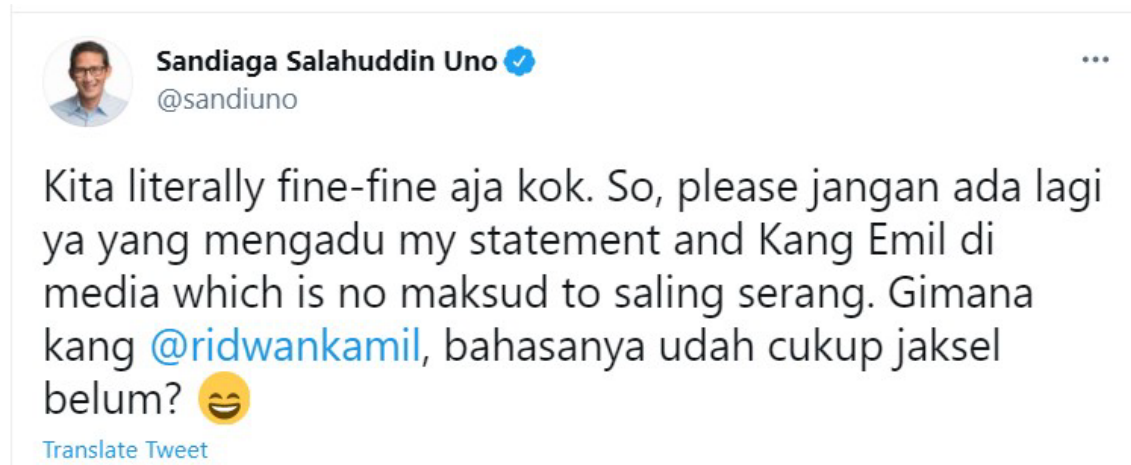 Sandiaga Salahuddin Uno
@sandiuno
Kita literally fine-fine aja kok. So, please jangan ada lagi
ya yang mengadu my statement and Kang Emil di
media which is no maksud to saling serang. Gimana
kang @ridwankamil, bahasanya udah cukup jaksel
belum? 😄
Translate Tweet